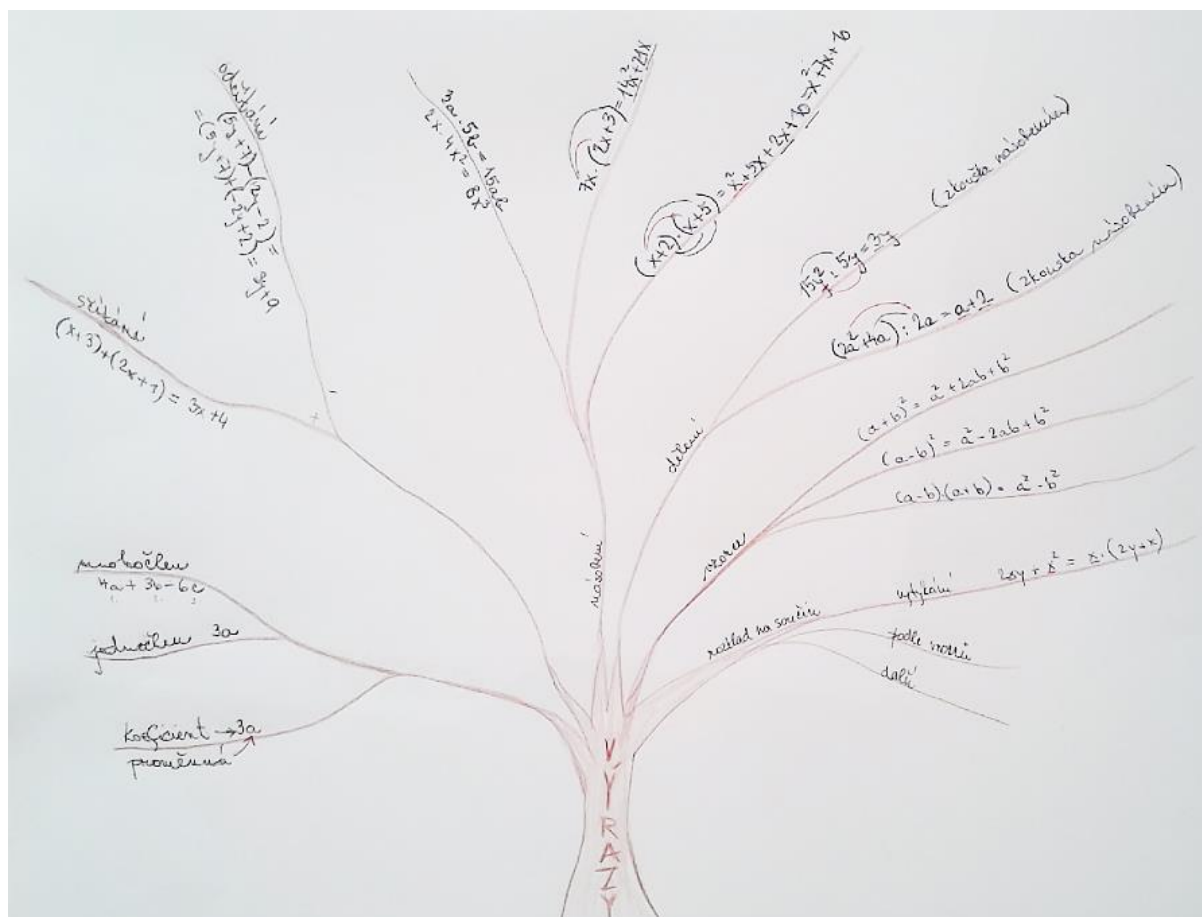 odčítání
(5y+7)-(2y-2)=
=(5y+7)+(-2y+2)=3y+9
sčítání
(x+3)+(2x+1)=3x+4
+
-
3a.5b=15ab
2x.4x²=8x³
7x.(2x+3)=14x²+21x
(x+2).(x+5)=x²+5x+2x+10=x²+7x+10
násobení
15y²:5y=3y (zkouška násobením)
(2a²+4a):2a=a+2 (zkouška násobením)
dělení
(a+b)²=a²+2ab+b²
(a-b)²=a²-2ab+b²
(a-b).(a+b)=a²-b²
vzorce
rozklad na součin
vytýkání 2xy+x²=x.(2y+x)
podle vzorců
další
mnohočlen
4a+3b-6c
jednočlen 3a
koeficient →3a
proměnná
VÝRAZY